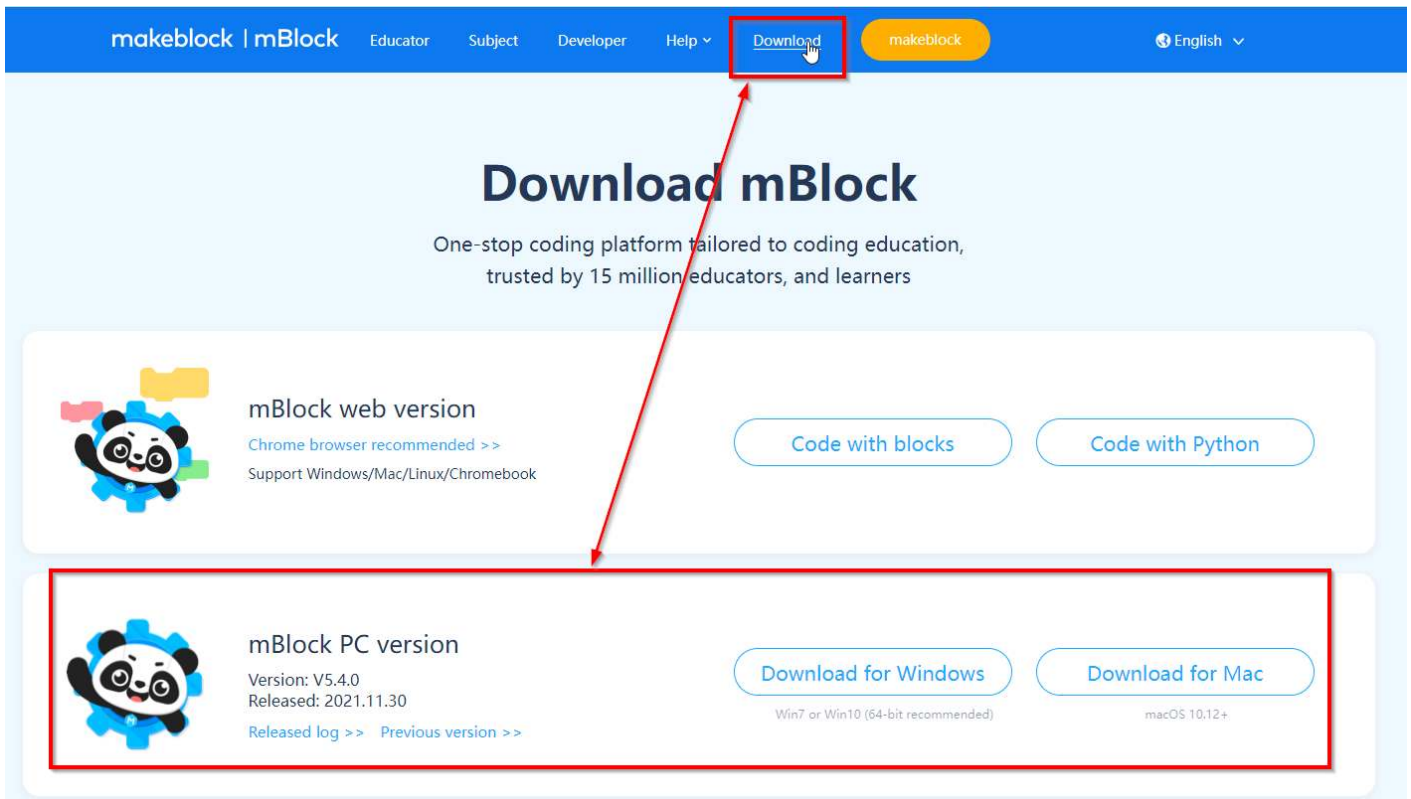 makeblock | mBlock Educator Subject Developer Help Download makeblock English
Download mBlock
One-stop coding platform tailored to coding education,
trusted by 15 million educators, and learners
mBlock web version
Chrome browser recommended >>
Support Windows/Mac/Linux/Chromebook
Code with blocks Code with Python
mBlock PC version
Version: V5.4.0
Released: 2021.11.30
Released log >> Previous version >>
Download for Windows Download for Mac
Win7 or Win10 (64-bit recommended) macOS 10.12+